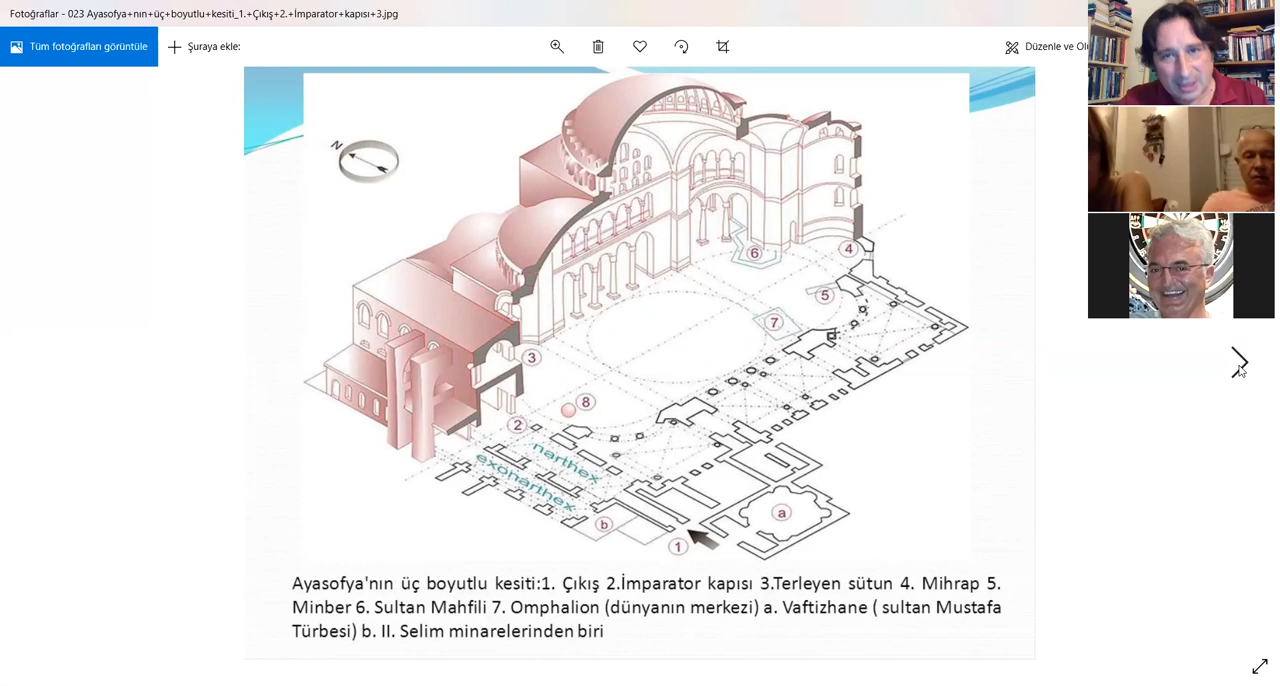 Fotoğraflar - 023 Ayasofya+nın+üç+boyutlu+kesiti_1.+Çıkış+2.+İmparator+kapısı+3.jpg
Tüm fotoğrafları görüntüle
Şuraya ekle:
Düzenle ve Olu
N
6
4
5
7
3
8
2
narthex
exonarthex
b
a
1
Ayasofya'nın üç boyutlu kesiti:1. Çıkış 2.İmparator kapısı 3.Terleyen sütun 4. Mihrap 5.
Minber 6. Sultan Mahfili 7. Omphalion (dünyanın merkezi) a. Vaftizhane ( sultan Mustafa
Türbesi) b. II. Selim minarelerinden biri